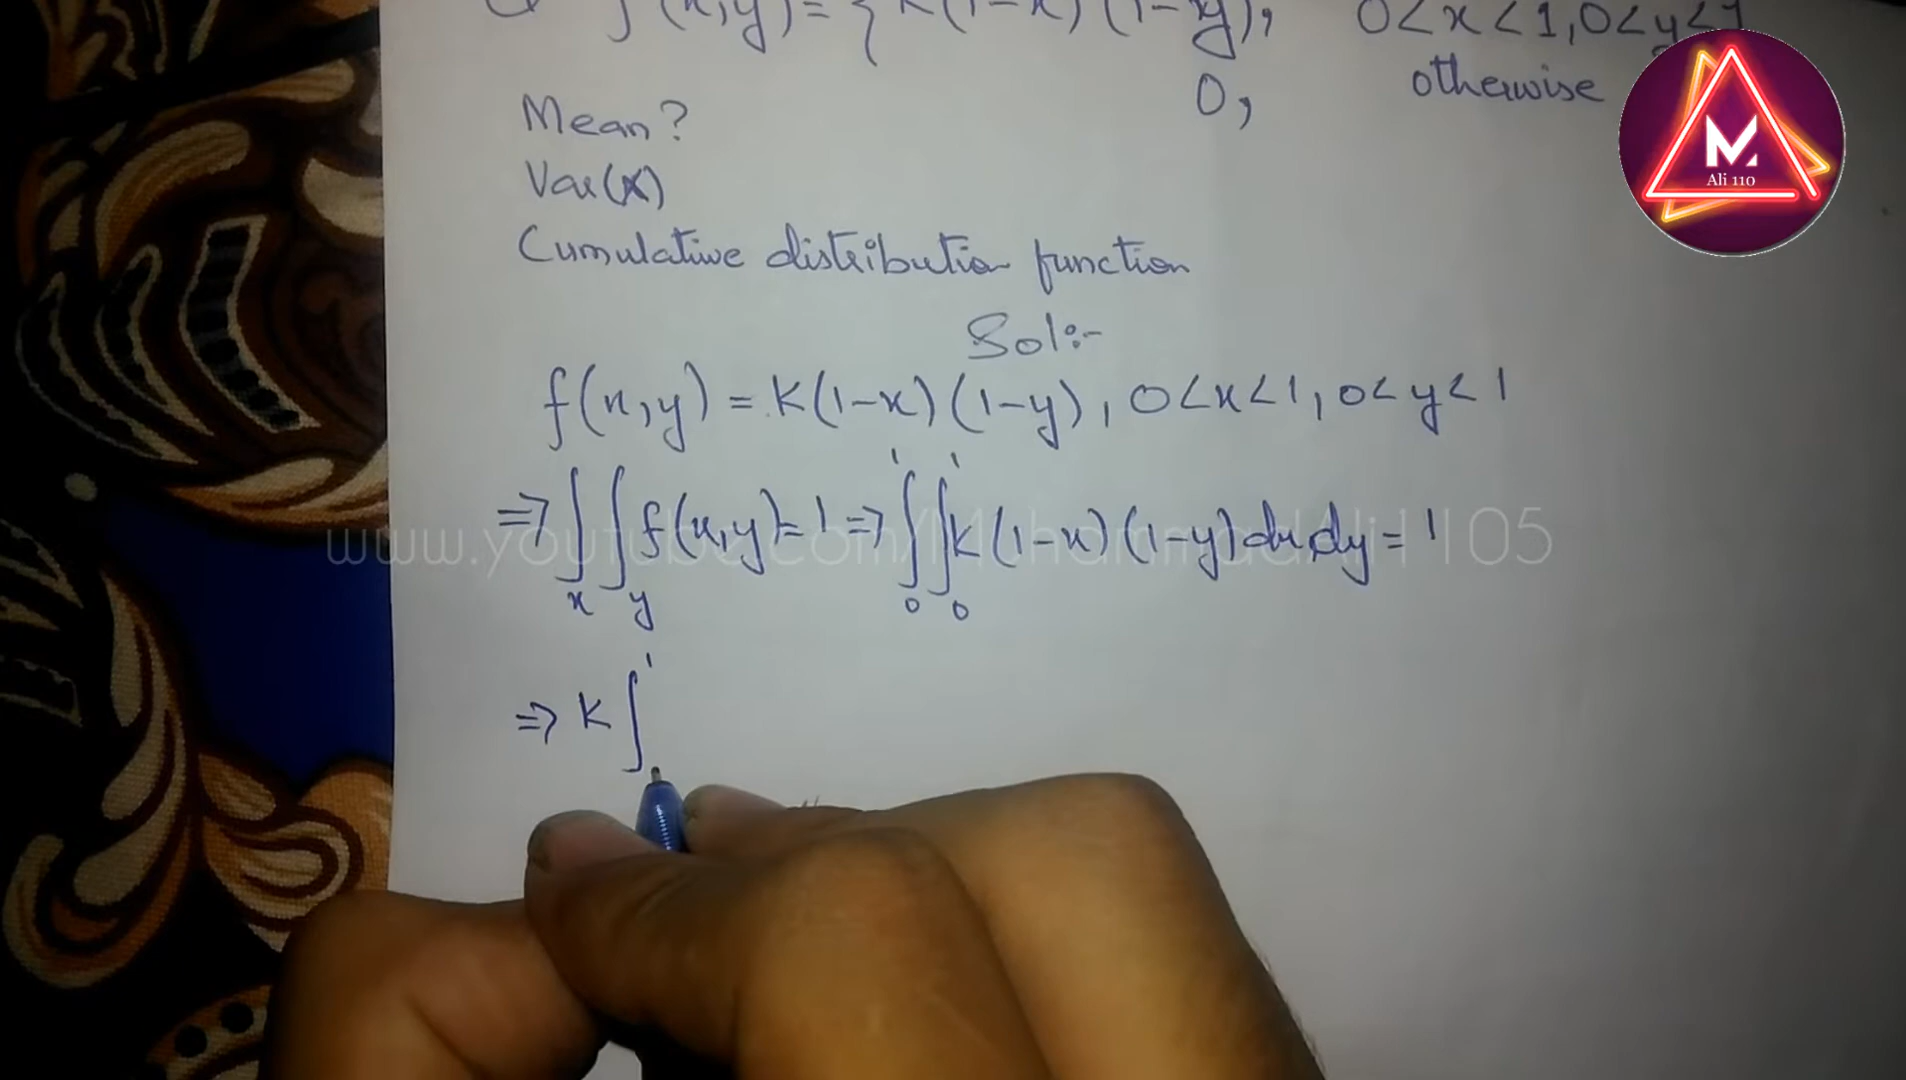 f(x,y) = { K(1-x)(1-y), 0<x<1, 0<y<1
0, otherwise
M
Ali 110
Mean?
Var(X)
Cumulative distribution function
Sol:-
f(x,y) = K(1-x)(1-y), 0<x<1, 0<y<1
⇒ ∫x ∫y f(x,y) = 1 ⇒ ∫₀¹ ∫₀¹ K(1-x)(1-y) dx dy = 1
www.youtube.com/MuhammadAli1105
⇒ K ∫ ¹